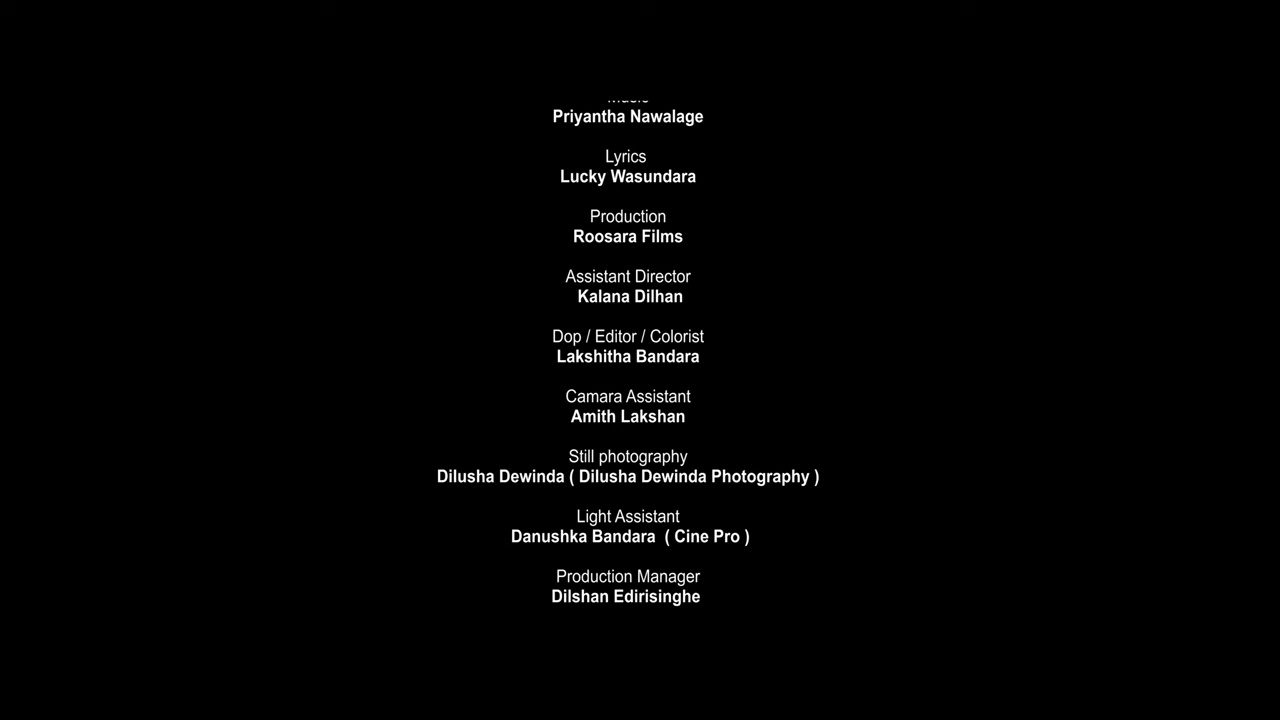 Music
Priyantha Nawalage
Lyrics
Lucky Wasundara
Production
Roosara Films
Assistant Director
Kalana Dilhan
Dop / Editor / Colorist
Lakshitha Bandara
Camara Assistant
Amith Lakshan
Still photography
Dilusha Dewinda ( Dilusha Dewinda Photography )
Light Assistant
Danushka Bandara ( Cine Pro )
Production Manager
Dilshan Edirisinghe